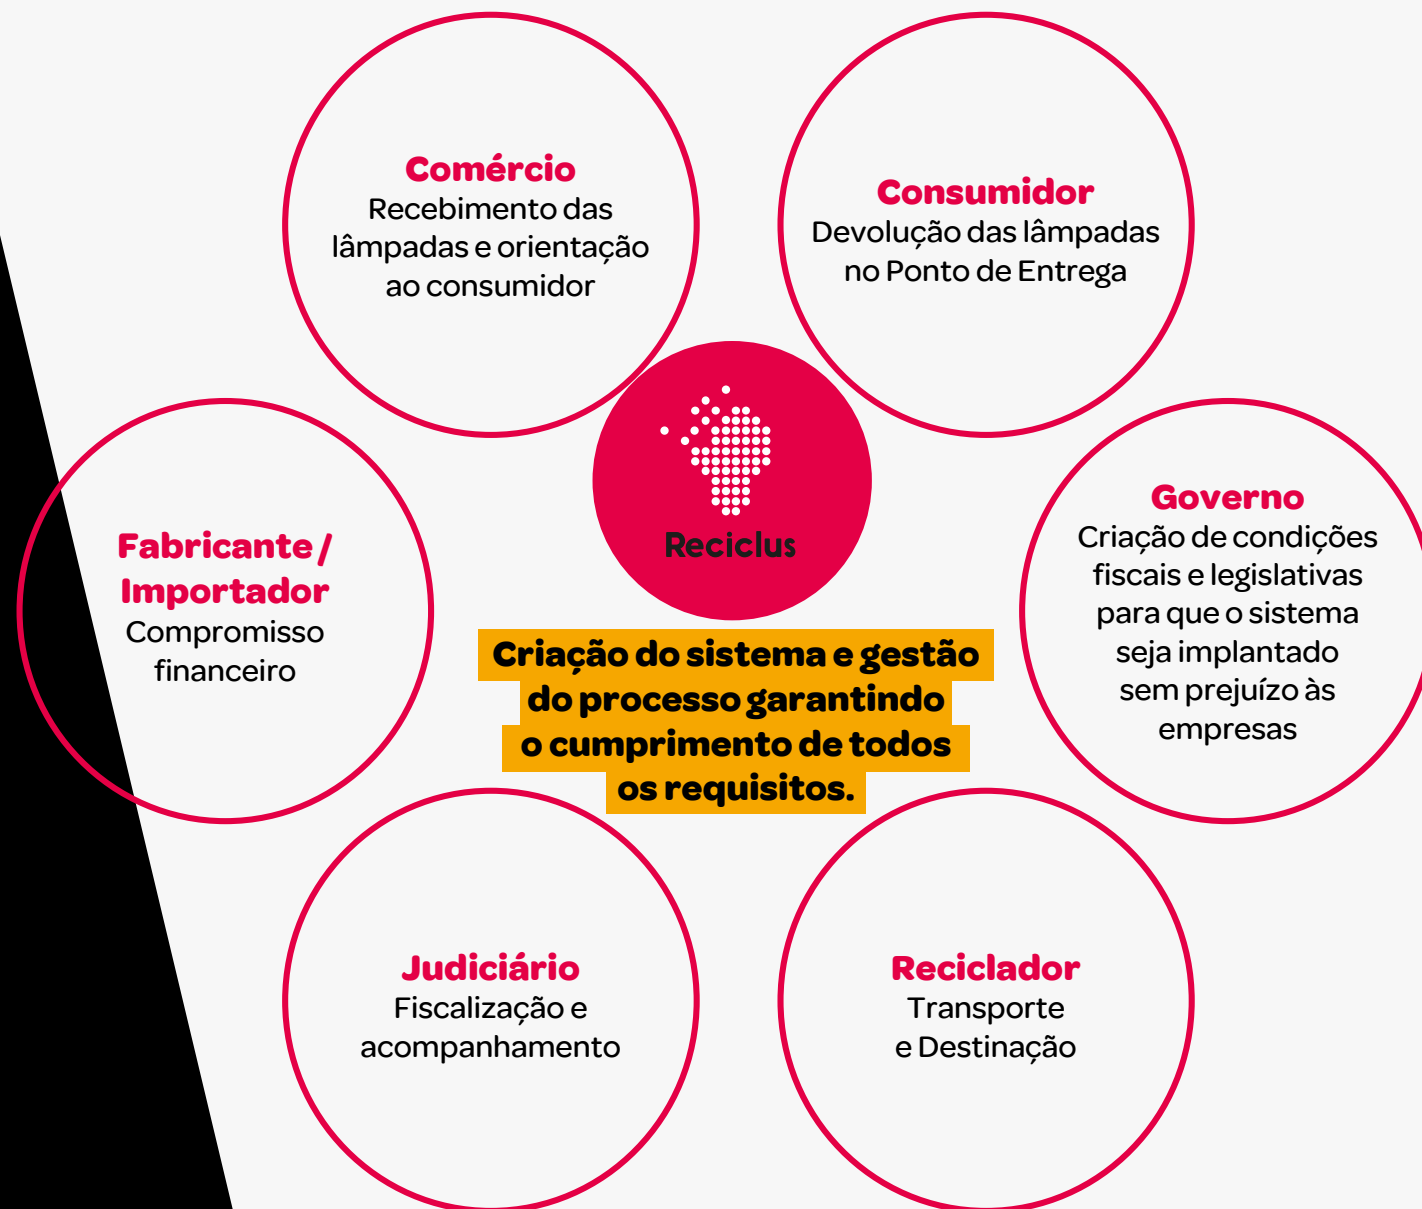 Comércio
Recebimento das
lâmpadas e orientação
ao consumidor
Consumidor
Devolução das lâmpadas
no Ponto de Entrega
Reciclus
Fabricante /
Importador
Compromisso
financeiro
Governo
Criação de condições
fiscais e legislativas
para que o sistema
seja implantado
sem prejuízo às
empresas
Criação do sistema e gestão
do processo garantindo
o cumprimento de todos
os requisitos.
Judiciário
Fiscalização e
acompanhamento
Reciclador
Transporte
e Destinação